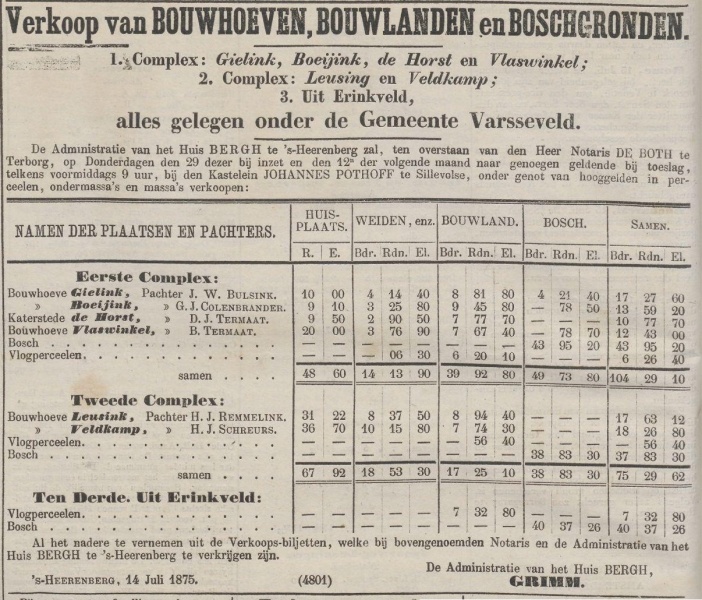 Verkoop van BOUWHOEVEN, BOUWLANDEN en BOSCHGRONDEN.
1. Complex: Gielink, Boeijink, de Horst en Vlaswinkel;
2. Complex: Leusing en Veldkamp;
3. Uit Erinkveld,
alles gelegen onder de Gemeente Varsseveld.
De Administratie van het Huis BERGH te 's-Heerenberg zal, ten overstaan van den Heer Notaris DE BOTH te
Terborg, op Donderdagen den 29 dezer bij inzet en den 12n der volgende maand naar genoegen geldende bij toeslag,
telkens voormiddags 9 uur, bij den Kastelein JOHANNES POTHOFF te Sillevolse, onder genot van hooggelden in per-
ceelen, ondermassa's en massa's verkoopen:
NAMEN DER PLAATSEN EN PACHTERS. HUIS-PLAATS. WEIDEN, enz. BOUWLAND. BOSCH. SAMEN.
R. E. Bdr. Rdn. El. Bdr. Rdn. El. Bdr. Rdn. El. Bdr. Rdn. El.
Eerste Complex:
Bouwhoeve Gielink, Pachter J. W. BULSINK. 10 00 4 14 40 8 81 80 4 21 40 17 27 60
» Boeijink, » G. J. COLENBRANDER. 9 10 3 25 80 9 45 80 — 78 50 13 59 20
Katerstede de Horst, » D. J. TERMAAT. 9 50 2 90 50 7 77 70 — — — 10 77 70
Bouwhoeve Vlaswinkel, » B. TERMAAT. 20 00 3 76 90 7 67 40 — 78 70 12 43 00
Bosch . . . . . . . . . . — — — — — — — — 43 95 20 43 95 30
Vlogperceelen . . . . . . . . — — — 06 30 6 20 10 — — — 6 26 40
samen . . . . 48 60 14 13 90 39 92 80 49 73 80 104 29 10
Tweede Complex:
Bouwhoeve Leusink, Pachter H. J. REMMELINK. 31 22 8 37 50 8 94 40 — — — 17 63 12
» Veldkamp, » H. J. SCHREURS. 36 70 10 15 80 7 74 30 — — — 18 26 80
Vlogperceelen . . . . . . . . — — — — — — 56 40 — — — — 56 40
Bosch . . . . . . . . . . — — — — — — — — 38 83 30 37 83 30
samen . . . . 67 92 18 53 30 17 25 10 38 83 30 75 29 62
Ten Derde. Uit Erinkveld:
Vlogperceelen . . . . . . . . — — — — — 7 32 80 — — — 7 32 80
Bosch . . . . . . . . . . — — — — — — — — 40 37 26 40 37 26
Al het nadere te vernemen uit de Verkoops-biljetten, welke bij bovengenoemden Notaris en de Administratie van het
Huis BERGH te 's-Heerenberg te verkrijgen zijn.
De Administratie van het Huis BERGH,
's-HEERENBERG, 14 Juli 1875. (4801) GRIMM.